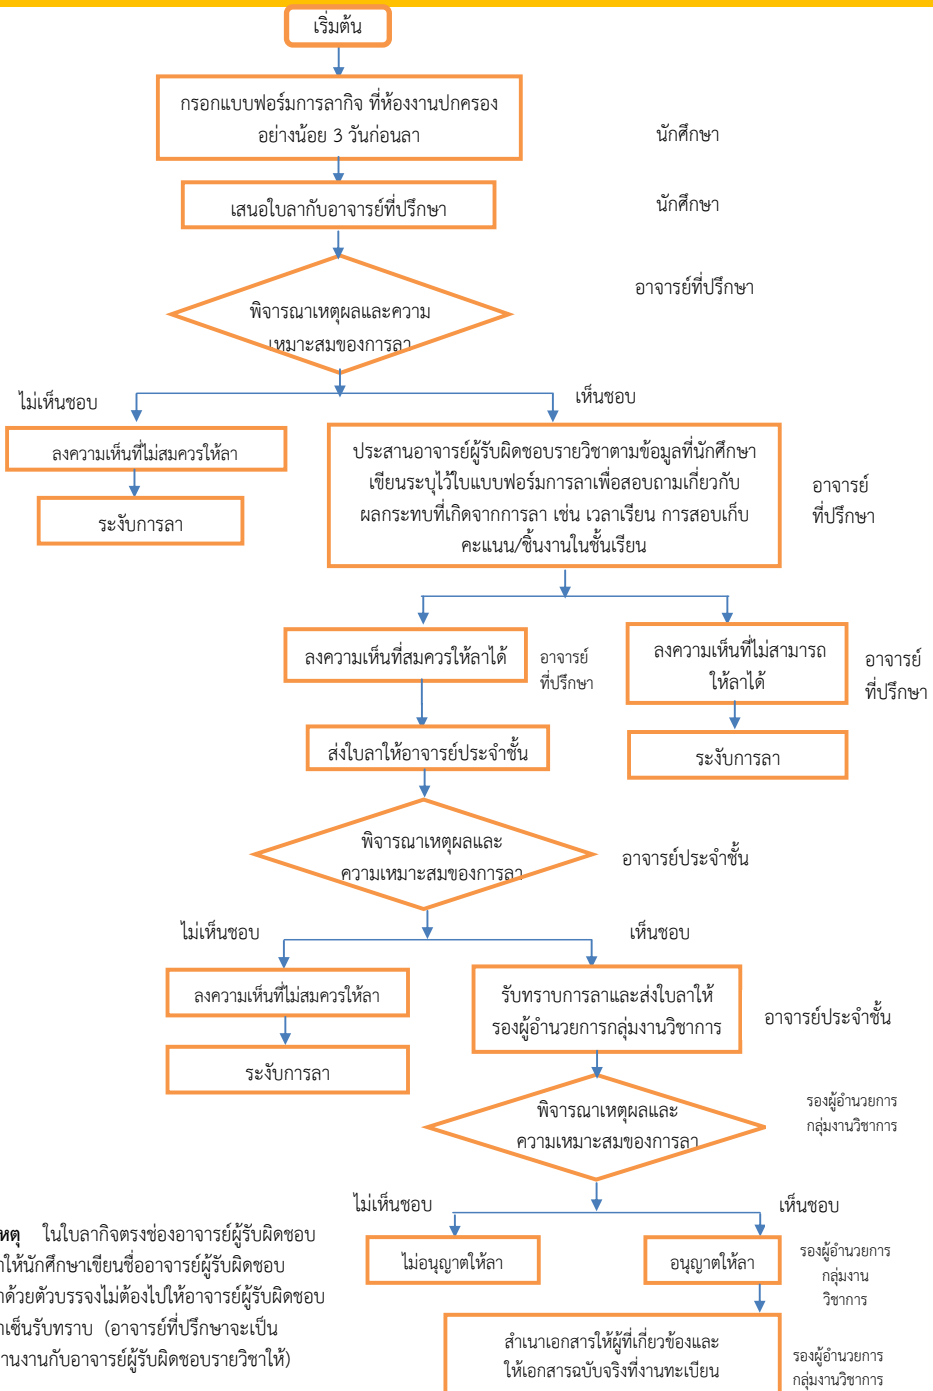 เริ่มต้น
กรอกแบบฟอร์มการลากิจ ที่ห้องงานปกครอง
อย่างน้อย 3 วันก่อนลา
นักศึกษา
เสนอใบลากับอาจารย์ที่ปรึกษา
นักศึกษา
อาจารย์ที่ปรึกษา
พิจารณาเหตุผลและความ
เหมาะสมของการลา
ไม่เห็นชอบ
เห็นชอบ
ลงความเห็นที่ไม่สมควรให้ลา
ระงับการลา
ประสานอาจารย์ผู้รับผิดชอบรายวิชาตามข้อมูลที่นักศึกษา
เขียนระบุไว้ใบแบบฟอร์มการลาเพื่อสอบถามเกี่ยวกับ
ผลกระทบที่เกิดจากการลา เช่น เวลาเรียน การสอบเก็บ
คะแนน/ชิ้นงานในชั้นเรียน
อาจารย์
ที่ปรึกษา
ลงความเห็นที่สมควรให้ลาได้
อาจารย์
ที่ปรึกษา
ลงความเห็นที่ไม่สามารถ
ให้ลาได้
อาจารย์
ที่ปรึกษา
ส่งใบลาให้อาจารย์ประจำชั้น
ระงับการลา
พิจารณาเหตุผลและ
ความเหมาะสมของการลา
อาจารย์ประจำชั้น
ไม่เห็นชอบ
เห็นชอบ
ลงความเห็นที่ไม่สมควรให้ลา
ระงับการลา
รับทราบการลาและส่งใบลาให้
รองผู้อำนวยการกลุ่มงานวิชาการ
อาจารย์ประจำชั้น
พิจารณาเหตุผลและ
ความเหมาะสมของการลา
รองผู้อำนวยการ
กลุ่มงานวิชาการ
ไม่เห็นชอบ
เห็นชอบ
ไม่อนุญาตให้ลา
อนุญาตให้ลา
รองผู้อำนวยการ
กลุ่มงาน
วิชาการ
สำเนาเอกสารให้ผู้ที่เกี่ยวข้องและ
ให้เอกสารฉบับจริงที่งานทะเบียน
รองผู้อำนวยการ
กลุ่มงานวิชาการ
หตุ ในใบลากิจตรงช่องอาจารย์ผู้รับผิดชอบ
ให้นักศึกษาเขียนชื่ออาจารย์ผู้รับผิดชอบ
ด้วยตัวบรรจงไม่ต้องไปให้อาจารย์ผู้รับผิดชอบ
เซ็นรับทราบ (อาจารย์ที่ปรึกษาจะเป็น
านงานกับอาจารย์ผู้รับผิดชอบรายวิชาให้)